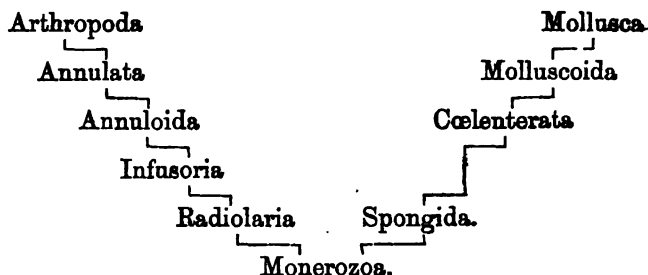 Arthropoda Mollusca.
Annulata Molluscoida
Annuloida Cœlenterata
Infusoria
Radiolaria Spongida.
Monerozoa.